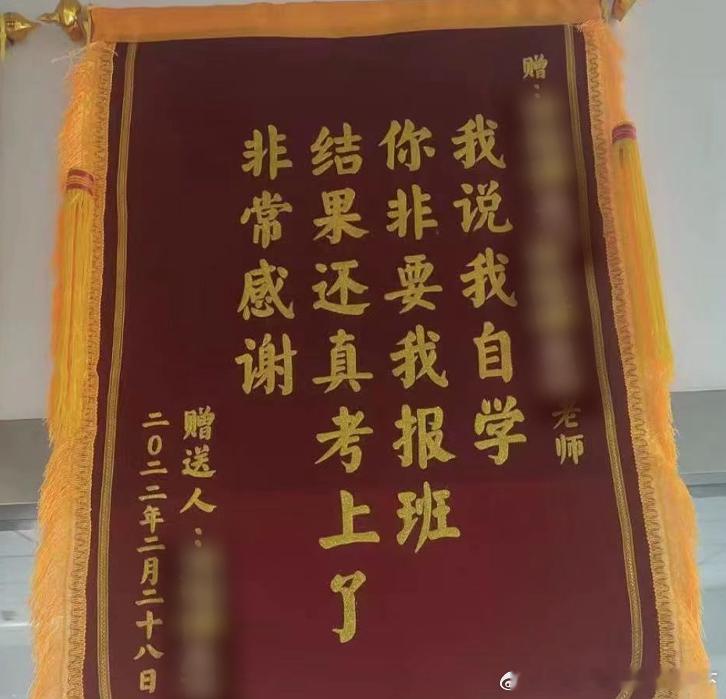 赠：
老师
我说我自学
你非要我报班
结果还真考上了
非常感谢
赠送人：
二〇二二年二月二十八日